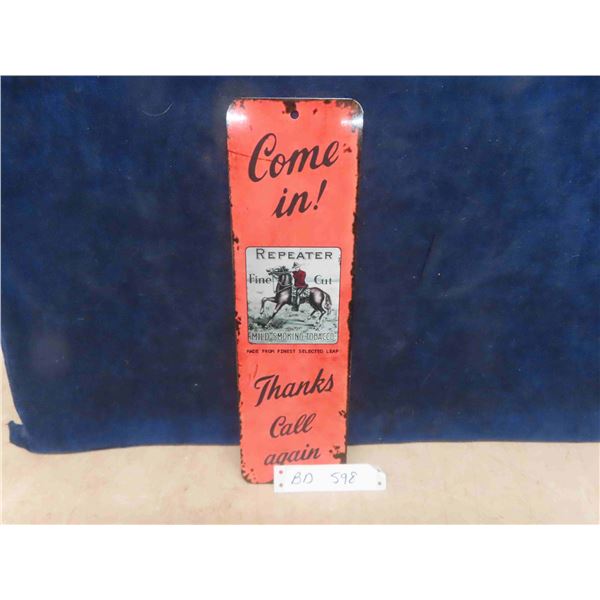 Come
in!
REPEATER
Fine Cut
MILD SMOKING TOBACCO
MADE FROM FINEST SELECTED LEAF
Thanks
Call
again
BD 598